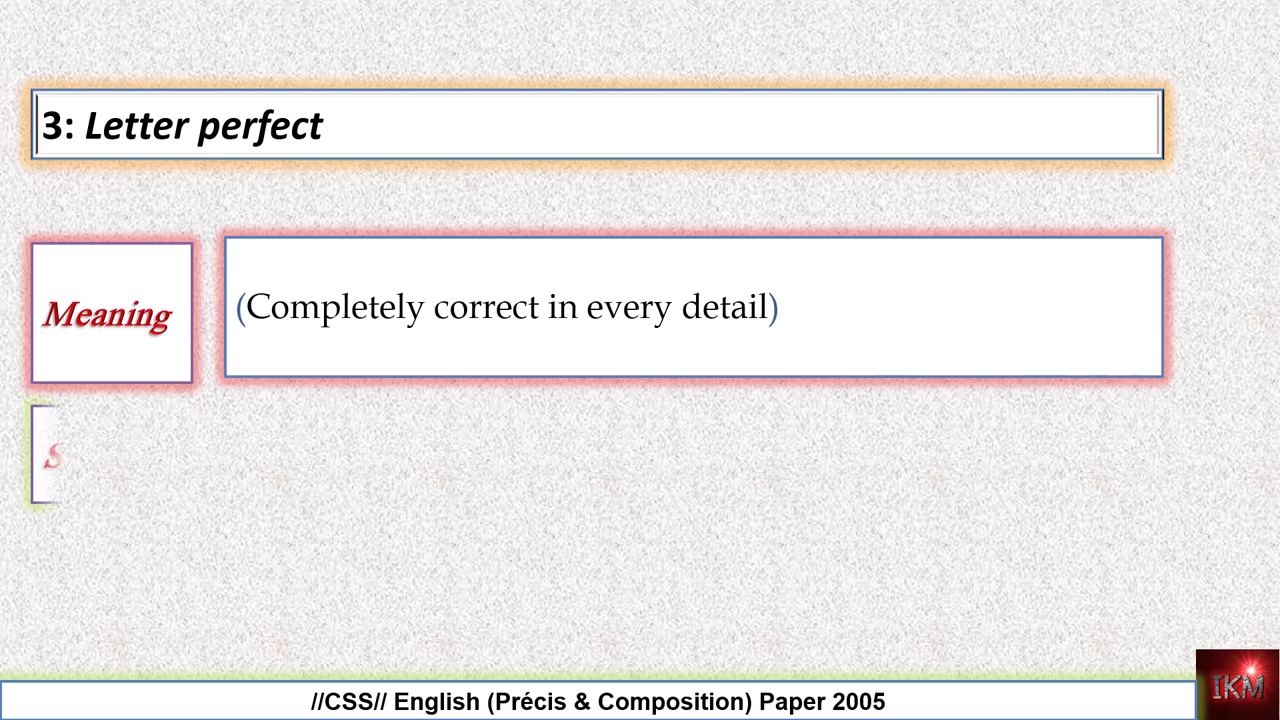 3: Letter perfect
Meaning
(Completely correct in every detail)
S
//CSS// English (Précis & Composition) Paper 2005
IKM